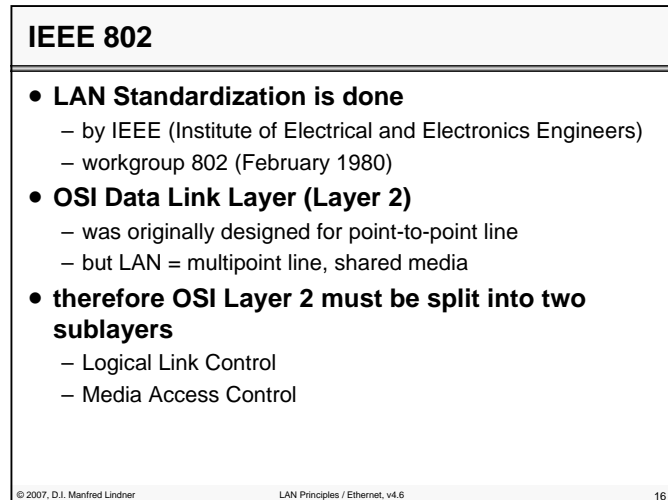 IEEE 802
• LAN Standardization is done
– by IEEE (Institute of Electrical and Electronics Engineers)
– workgroup 802 (February 1980)
• OSI Data Link Layer (Layer 2)
– was originally designed for point-to-point line
– but LAN = multipoint line, shared media
• therefore OSI Layer 2 must be split into two
sublayers
– Logical Link Control
– Media Access Control
© 2007, D.I. Manfred Lindner LAN Principles / Ethernet, v4.6 16